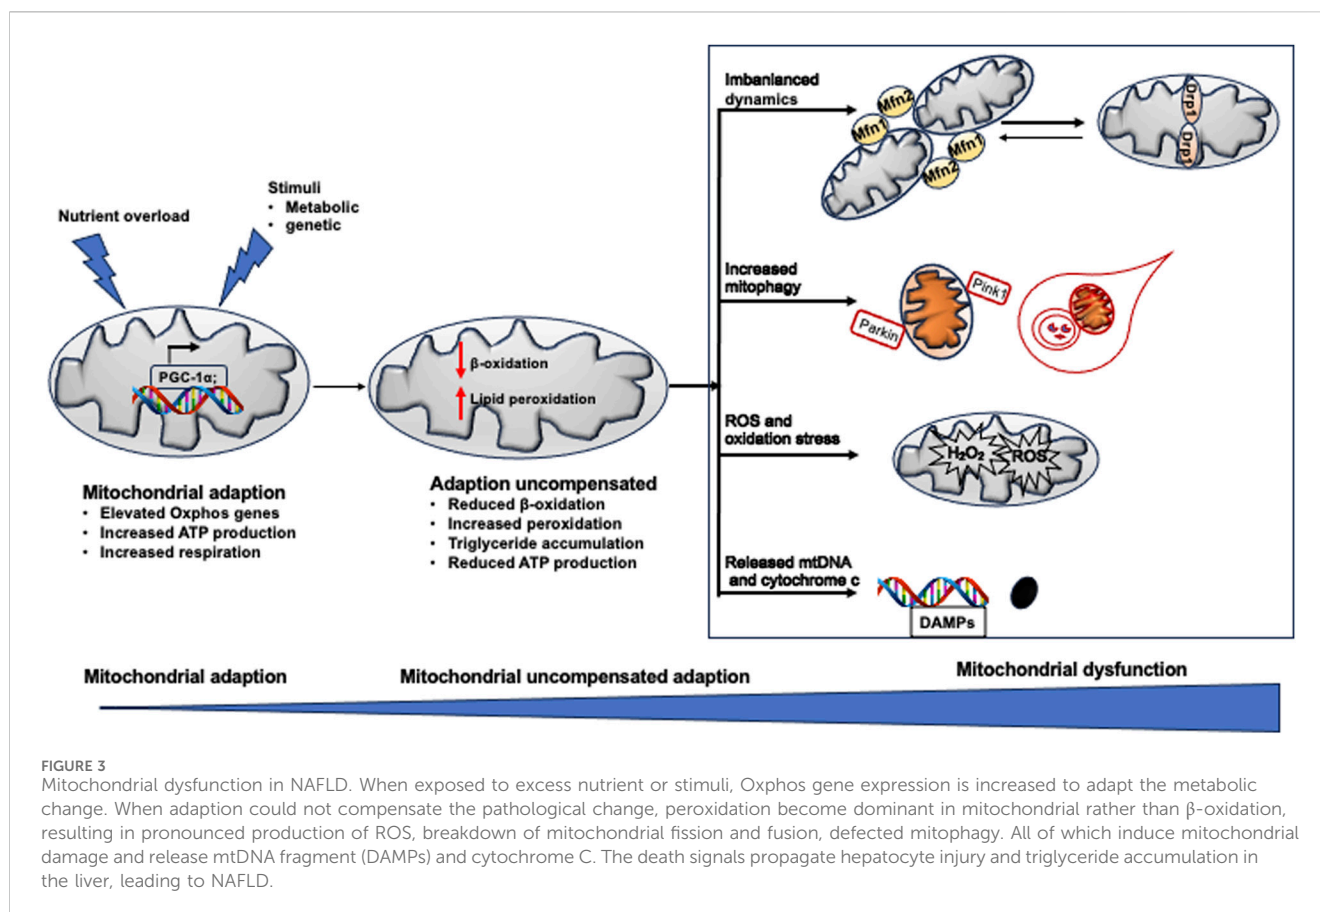 Imbanlanced
dynamics
Mfn2
Mfn1
Mfn1
Mfn2
Drp1
Drp1
Stimuli
• Metabolic
• genetic
Nutrient overload
Increased
mitophagy
Pink1
Parkin
PGC-1α;
β-oxidation
Lipid peroxidation
ROS and
oxidation stress
H₂O₂
ROS
Mitochondrial adaption
• Elevated Oxphos genes
• Increased ATP production
• Increased respiration
Adaption uncompensated
• Reduced β-oxidation
• Increased peroxidation
• Triglyceride accumulation
• Reduced ATP production
Released mtDNA
and cytochrome c
DAMPs
Mitochondrial adaption
Mitochondrial uncompensated adaption
Mitochondrial dysfunction
FIGURE 3
Mitochondrial dysfunction in NAFLD. When exposed to excess nutrient or stimuli, Oxphos gene expression is increased to adapt the metabolic
change. When adaption could not compensate the pathological change, peroxidation become dominant in mitochondrial rather than β-oxidation,
resulting in pronounced production of ROS, breakdown of mitochondrial fission and fusion, defected mitophagy. All of which induce mitochondrial
damage and release mtDNA fragment (DAMPs) and cytochrome C. The death signals propagate hepatocyte injury and triglyceride accumulation in
the liver, leading to NAFLD.